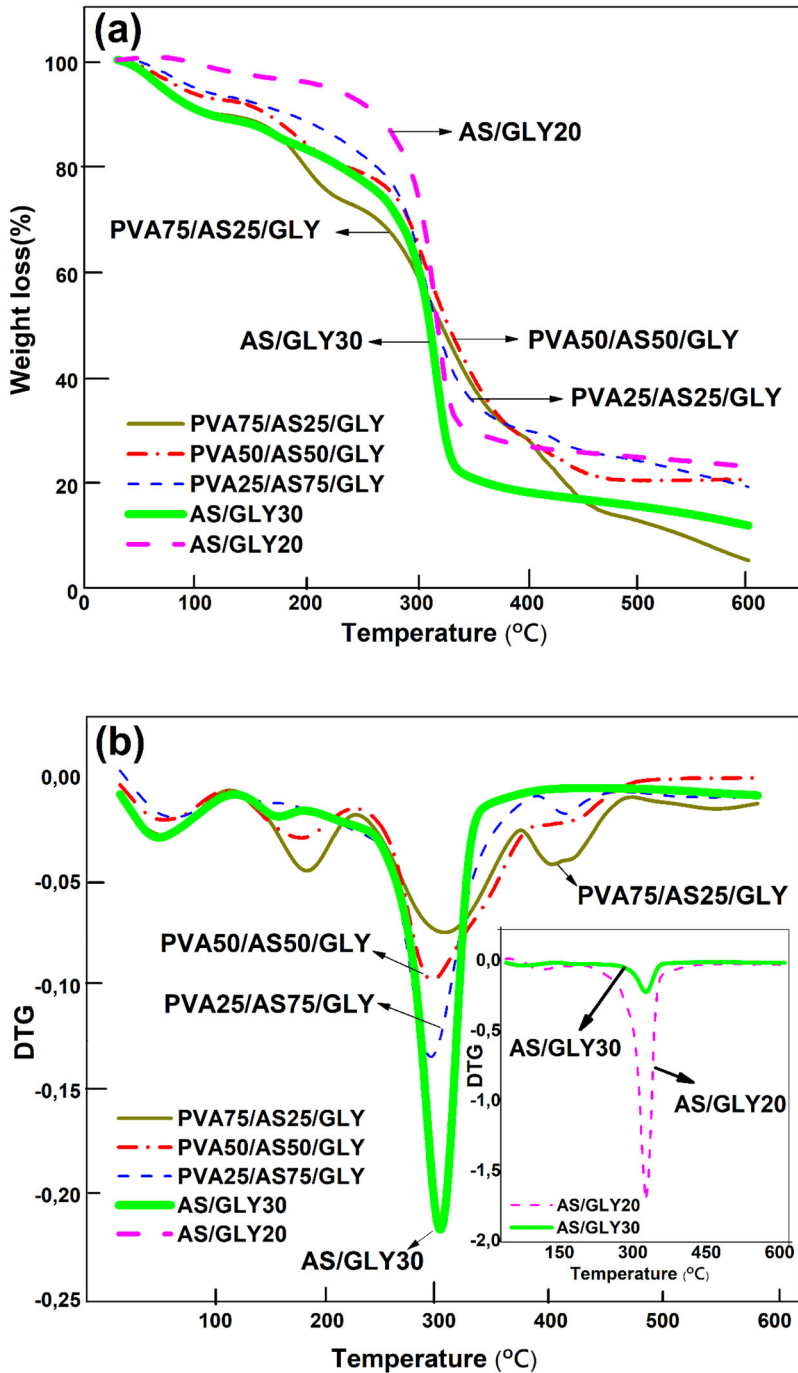 (a)
100
80
60
40
20
0
Weight loss(%)
AS/GLY20
PVA75/AS25/GLY
AS/GLY30
PVA50/AS50/GLY
PVA25/AS25/GLY
PVA75/AS25/GLY
PVA50/AS50/GLY
PVA25/AS75/GLY
AS/GLY30
AS/GLY20
0 100 200 300 400 500 600
Temperature (°C)
(b)
0,00
-0,05
-0,10
-0,15
-0,20
-0,25
DTG
PVA75/AS25/GLY
PVA50/AS50/GLY
PVA25/AS75/GLY
PVA75/AS25/GLY
PVA50/AS50/GLY
PVA25/AS75/GLY
AS/GLY30
AS/GLY20
AS/GLY30
0,0
-0,5
-1,0
-1,5
-2,0
DTG
AS/GLY30
AS/GLY20
AS/GLY20
AS/GLY30
150 300 450 600
Temperature (°C)
100 200 300 400 500 600
Temperature (°C)